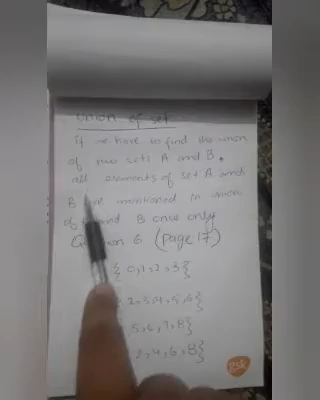 Union of set
If we have to find the union
of two sets A and B.
all elements of set A and
B mentioned in union
of and B once only
Question 6 (page 17)
{0,1,2,3}
2,3,4,5,6}
5,6,7,8}
2,4,6,8}
gsk